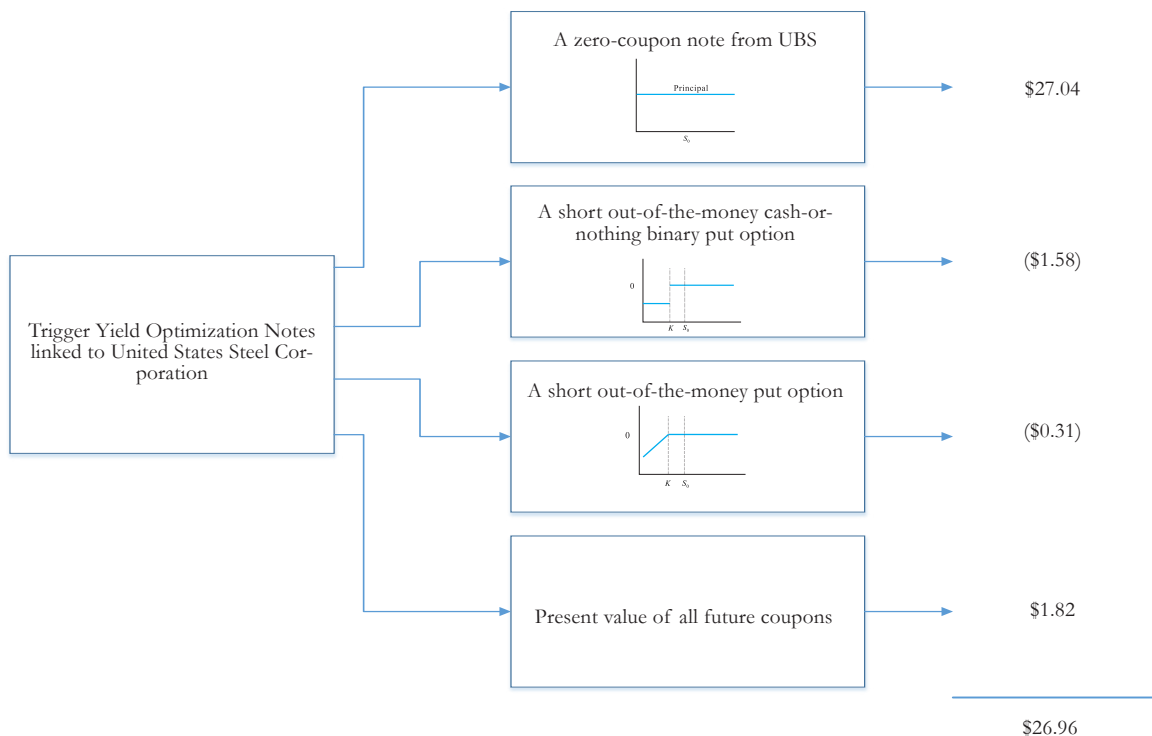 A zero-coupon note from UBS
Principal
S0
$27.04
A short out-of-the-money cash-or-
nothing binary put option
0
K S0
($1.58)
Trigger Yield Optimization Notes
linked to United States Steel Cor-
poration
A short out-of-the-money put option
0
K S0
($0.31)
Present value of all future coupons
$1.82
$26.96